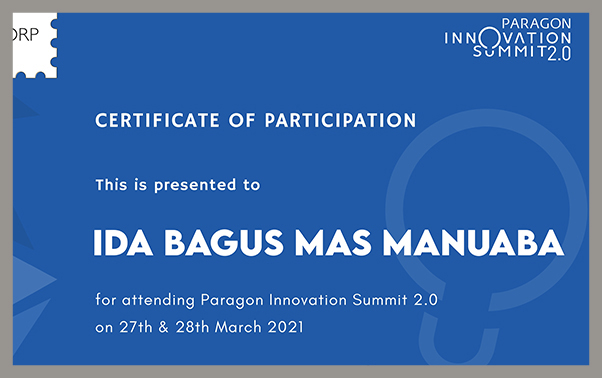 ORP
PARAGON
INNOVATION
SUMMIT 2.0
CERTIFICATE OF PARTICIPATION
This is presented to
IDA BAGUS MAS MANUABA
for attending Paragon Innovation Summit 2.0
on 27th & 28th March 2021